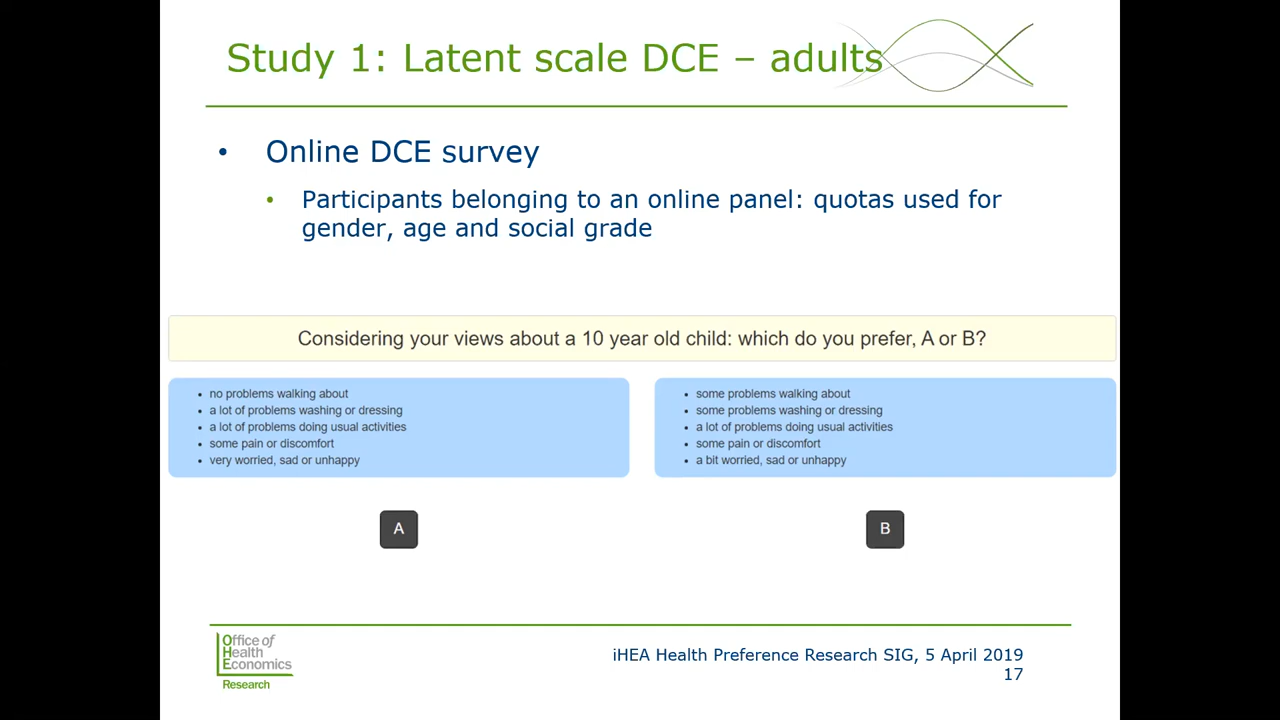 Study 1: Latent scale DCE – adults
• Online DCE survey
• Participants belonging to an online panel: quotas used for
gender, age and social grade
Considering your views about a 10 year old child: which do you prefer, A or B?
• no problems walking about
• a lot of problems washing or dressing
• a lot of problems doing usual activities
• some pain or discomfort
• very worried, sad or unhappy
A
• some problems walking about
• some problems washing or dressing
• a lot of problems doing usual activities
• some pain or discomfort
• a bit worried, sad or unhappy
B
Office of
Health
Economics
Research
iHEA Health Preference Research SIG, 5 April 2019
17